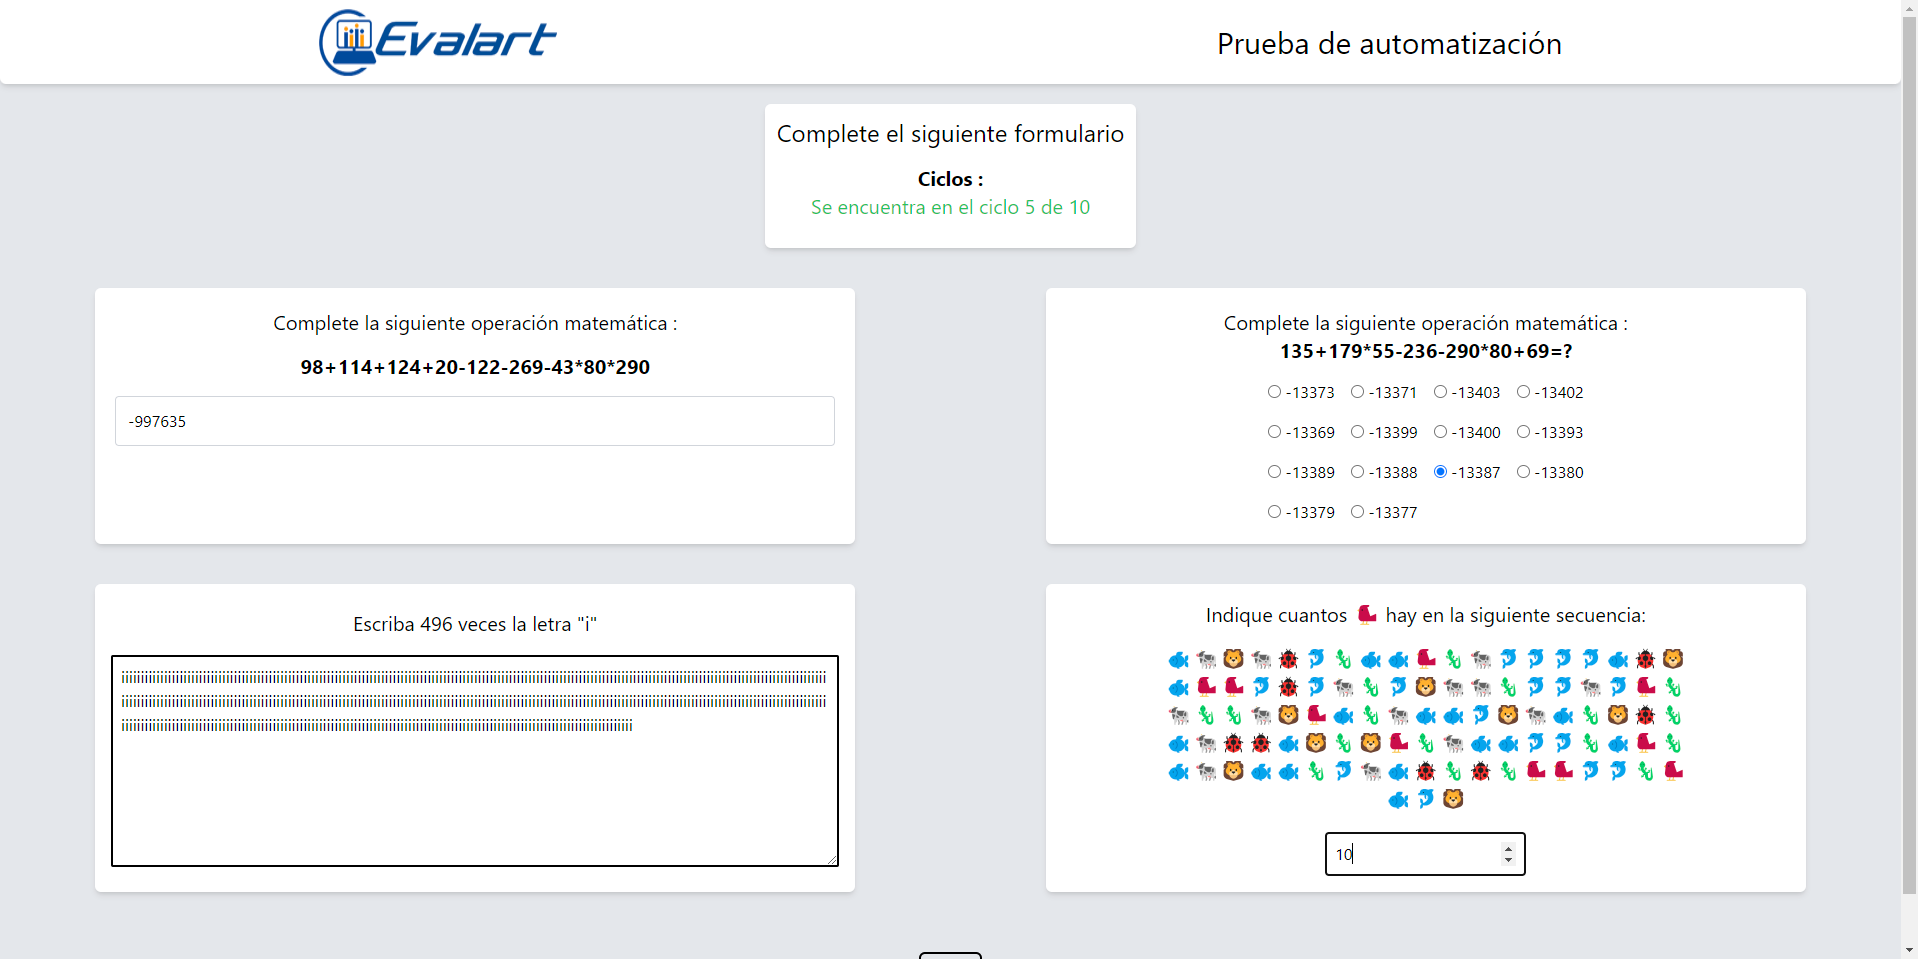 Evalart
Prueba de automatización
Complete el siguiente formulario
Ciclos :
Se encuentra en el ciclo 5 de 10
Complete la siguiente operación matemática :
98+114+124+20-122-269-43*80*290
-997635
Complete la siguiente operación matemática :
135+179*55-236-290*80+69=?
-13373 -13371 -13403 -13402
-13369 -13399 -13400 -13393
-13389 -13388 -13387 -13380
-13379 -13377
Escriba 496 veces la letra "i"
Indique cuantos hay en la siguiente secuencia:
10